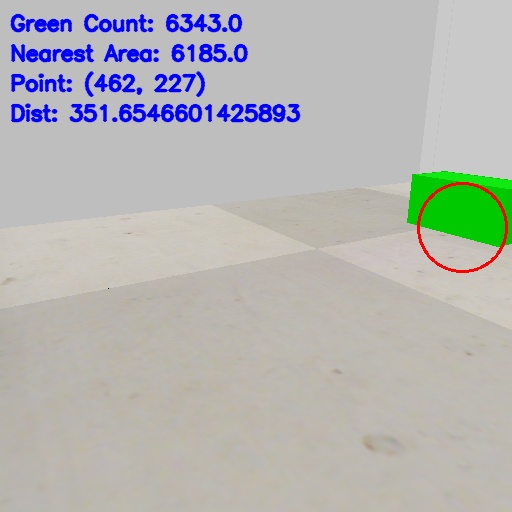 Green Count: 6343.0
Nearest Area: 6185.0
Point: (462, 227)
Dist: 351.6546601425893